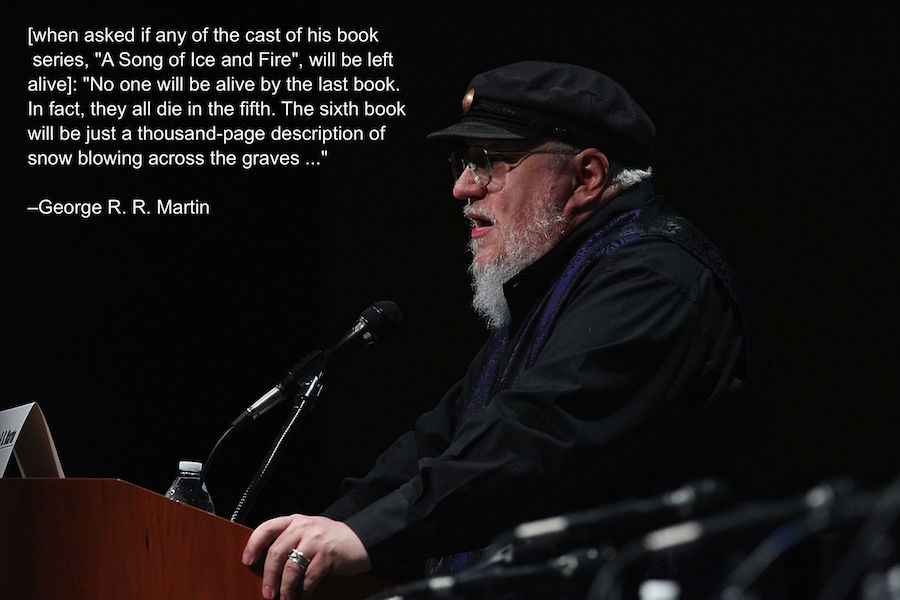 [when asked if any of the cast of his book
series, "A Song of Ice and Fire", will be left
alive]: "No one will be alive by the last book.
In fact, they all die in the fifth. The sixth book
will be just a thousand-page description of
snow blowing across the graves ..."
–George R. R. Martin